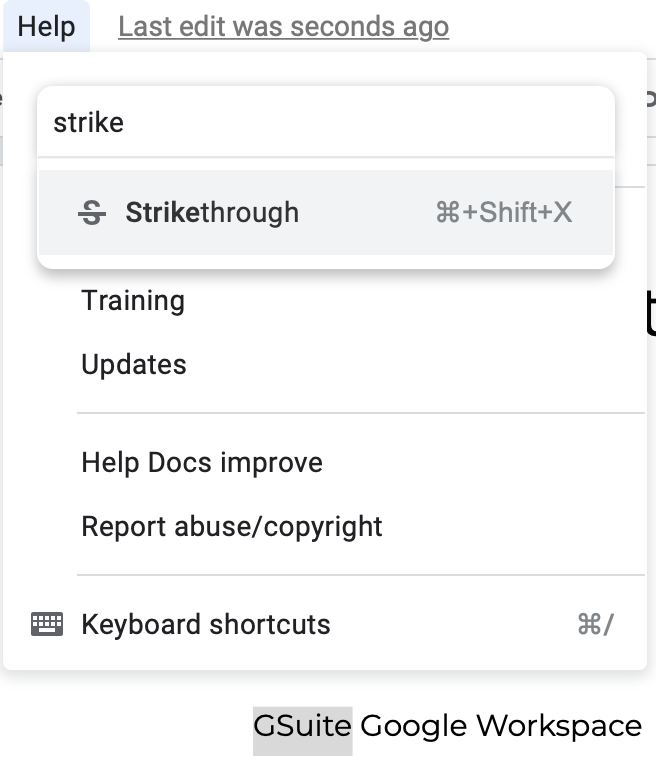 Help Last edit was seconds ago
strike
Strikethrough ⌘+Shift+X
Training
Updates
Help Docs improve
Report abuse/copyright
Keyboard shortcuts ⌘/
GSuite Google Workspace